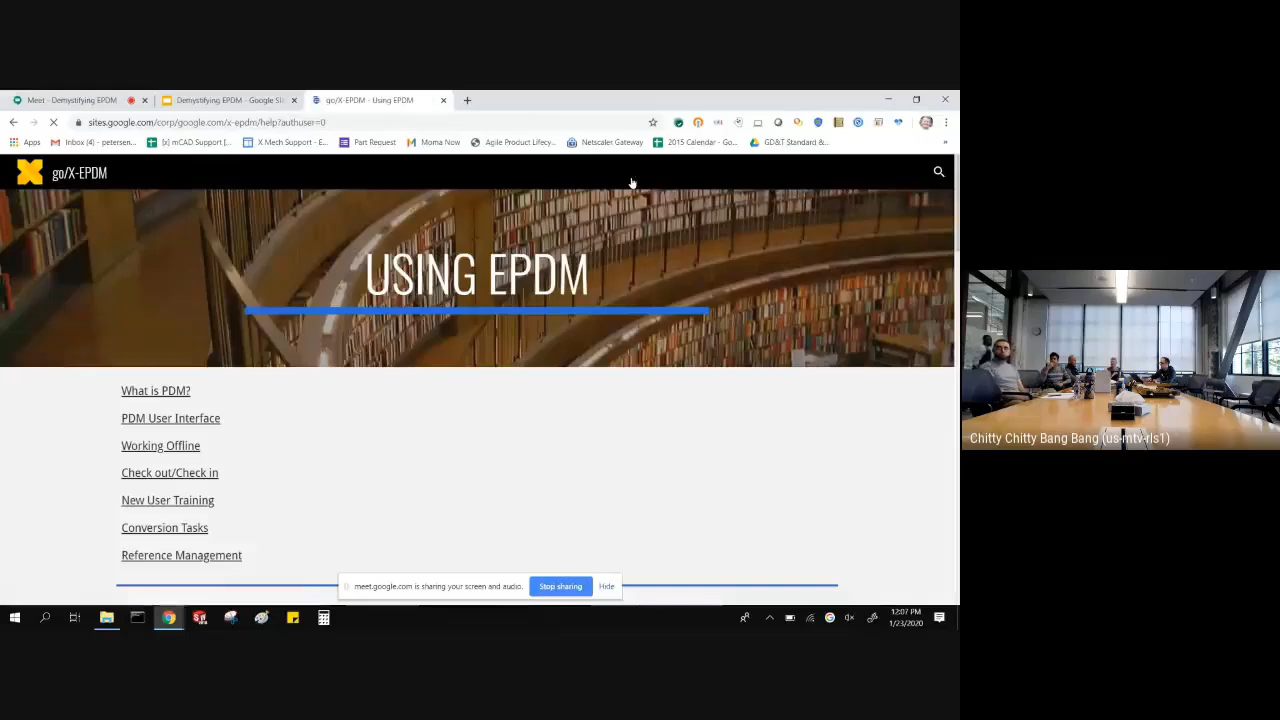 Meet - Demystifying EPDM
Demystifying EPDM - Google Sli
go/X-EPDM - Using EPDM
sites.google.com/corp/google.com/x-epdm/help?authuser=0
Apps
Inbox (4) - petersen...
[x] mCAD Support [...
X Mech Support - E...
Part Request
Moma Now
Agile Product Lifecy...
Netscaler Gateway
2015 Calendar - Go...
GD&T Standard &...
go/X-EPDM
USING EPDM
What is PDM?
PDM User Interface
Working Offline
Check out/Check in
New User Training
Conversion Tasks
Reference Management
meet.google.com is sharing your screen and audio.
Stop sharing
Hide
12:07 PM
1/23/2020
Chitty Chitty Bang Bang (us-mtv-rls1)